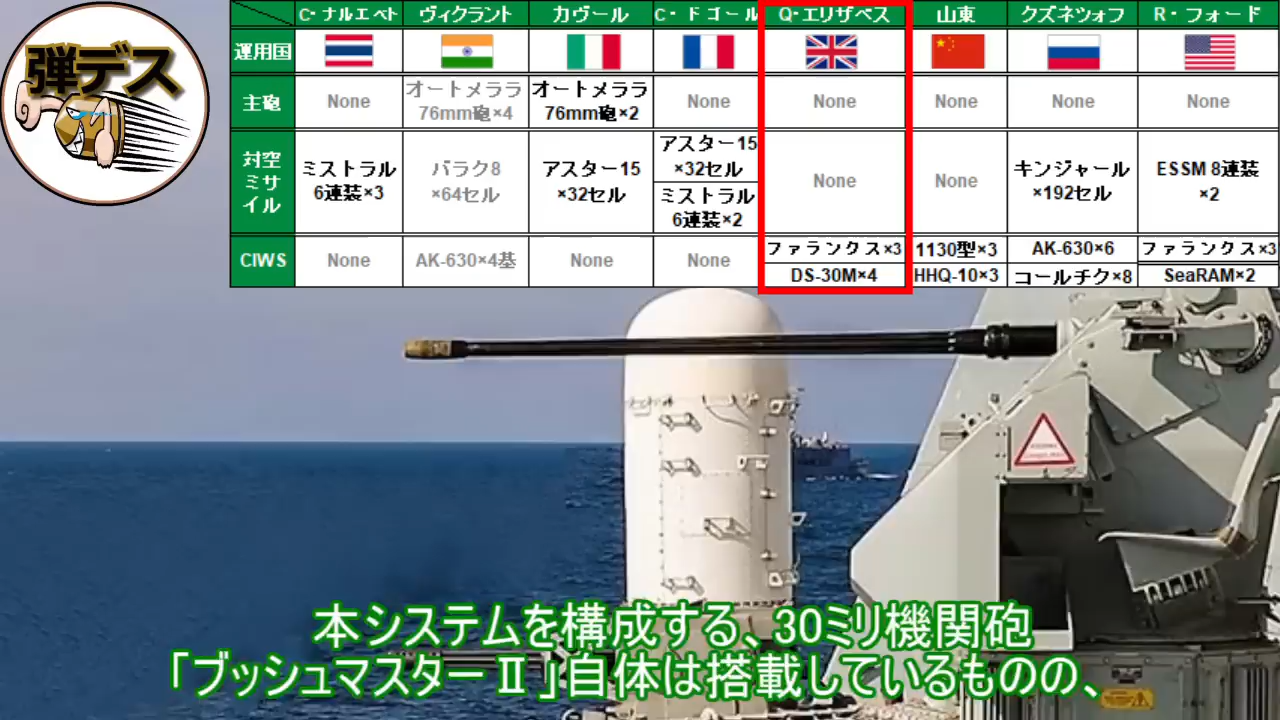 弾デス
C・ナルエベト ヴィクラント カヴール C・ドゴール Q・エリザベス 山東 クズネツォフ R・フォード
運用国
主砲 None オートメララ 76mm砲×4 オートメララ 76mm砲×2 None None None None None
対空ミサイル ミストラル 6連装×3 バラク8 ×64セル アスター15 ×32セル アスター15 ×32セル ミストラル 6連装×2 None None キンジャール ×192セル ESSM 8連装 ×2
CIWS None AK-630×4基 None None ファランクス×3 DS-30M×4 1130型×3 HHQ-10×3 AK-630×6 コールチク×8 ファランクス×3 SeaRAM×2
本システムを構成する、30ミリ機関砲
「ブッシュマスターⅡ」自体は搭載しているものの、